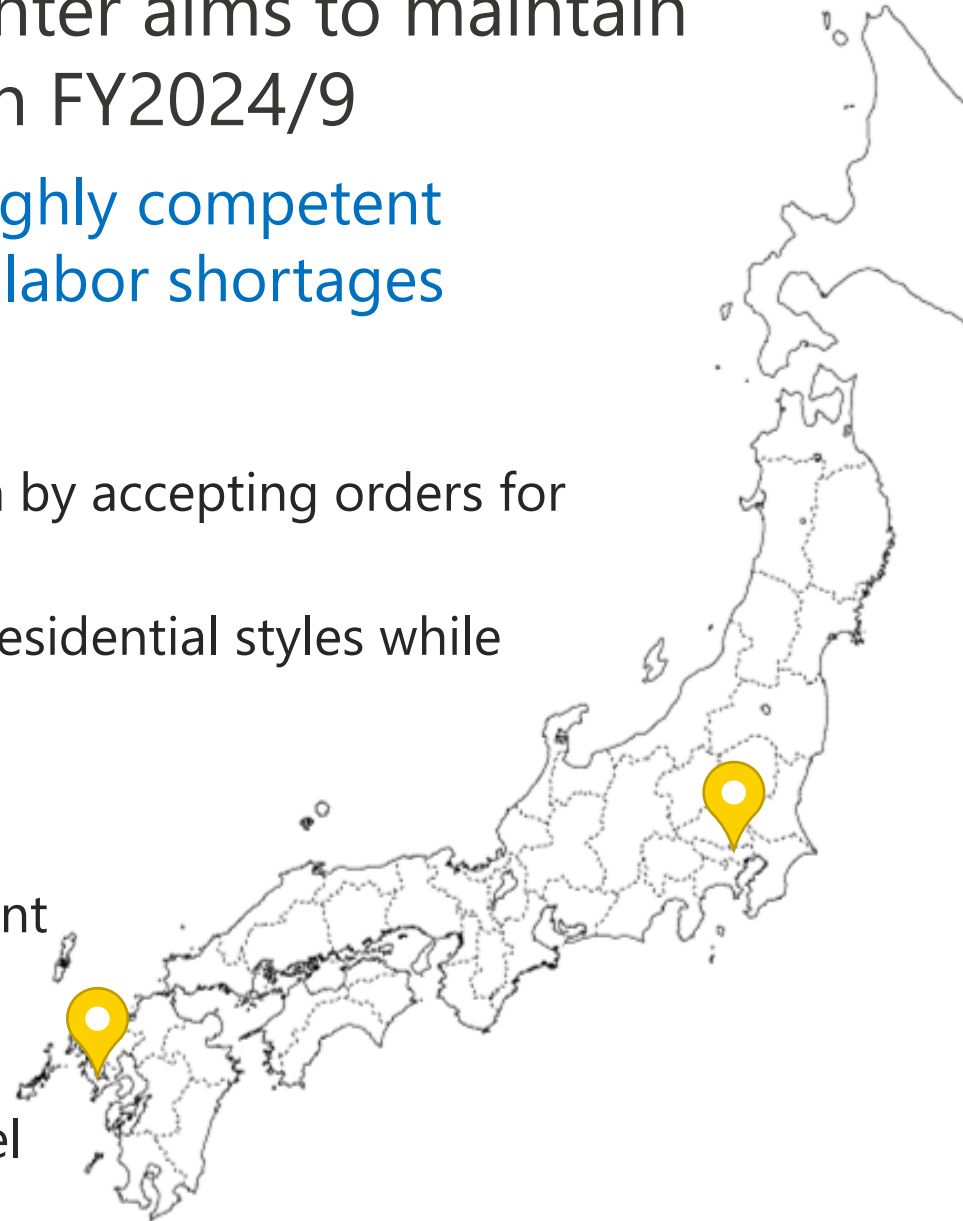 nter aims to maintain
n FY2024/9
ghly competent
labor shortages
n by accepting orders for
esidential styles while
nt
el